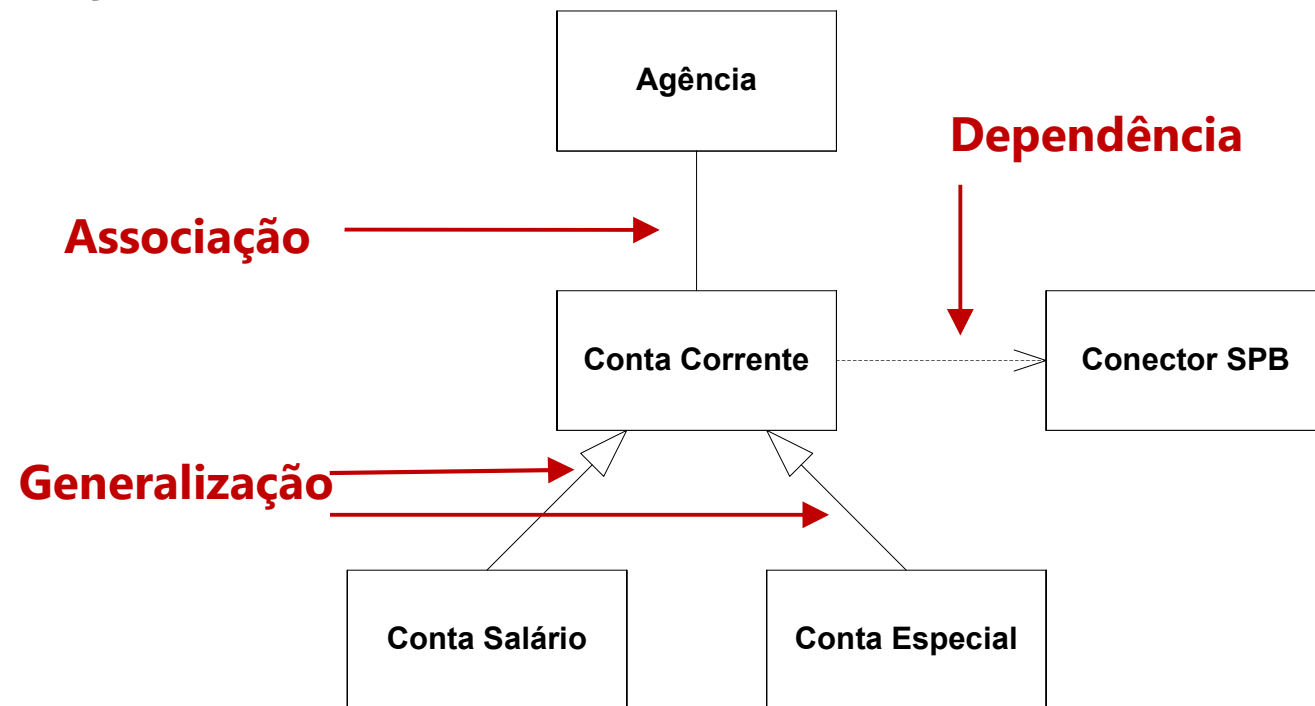 Agência
Dependência
Associação
Conta Corrente
Conector SPB
Generalização
Conta Salário
Conta Especial